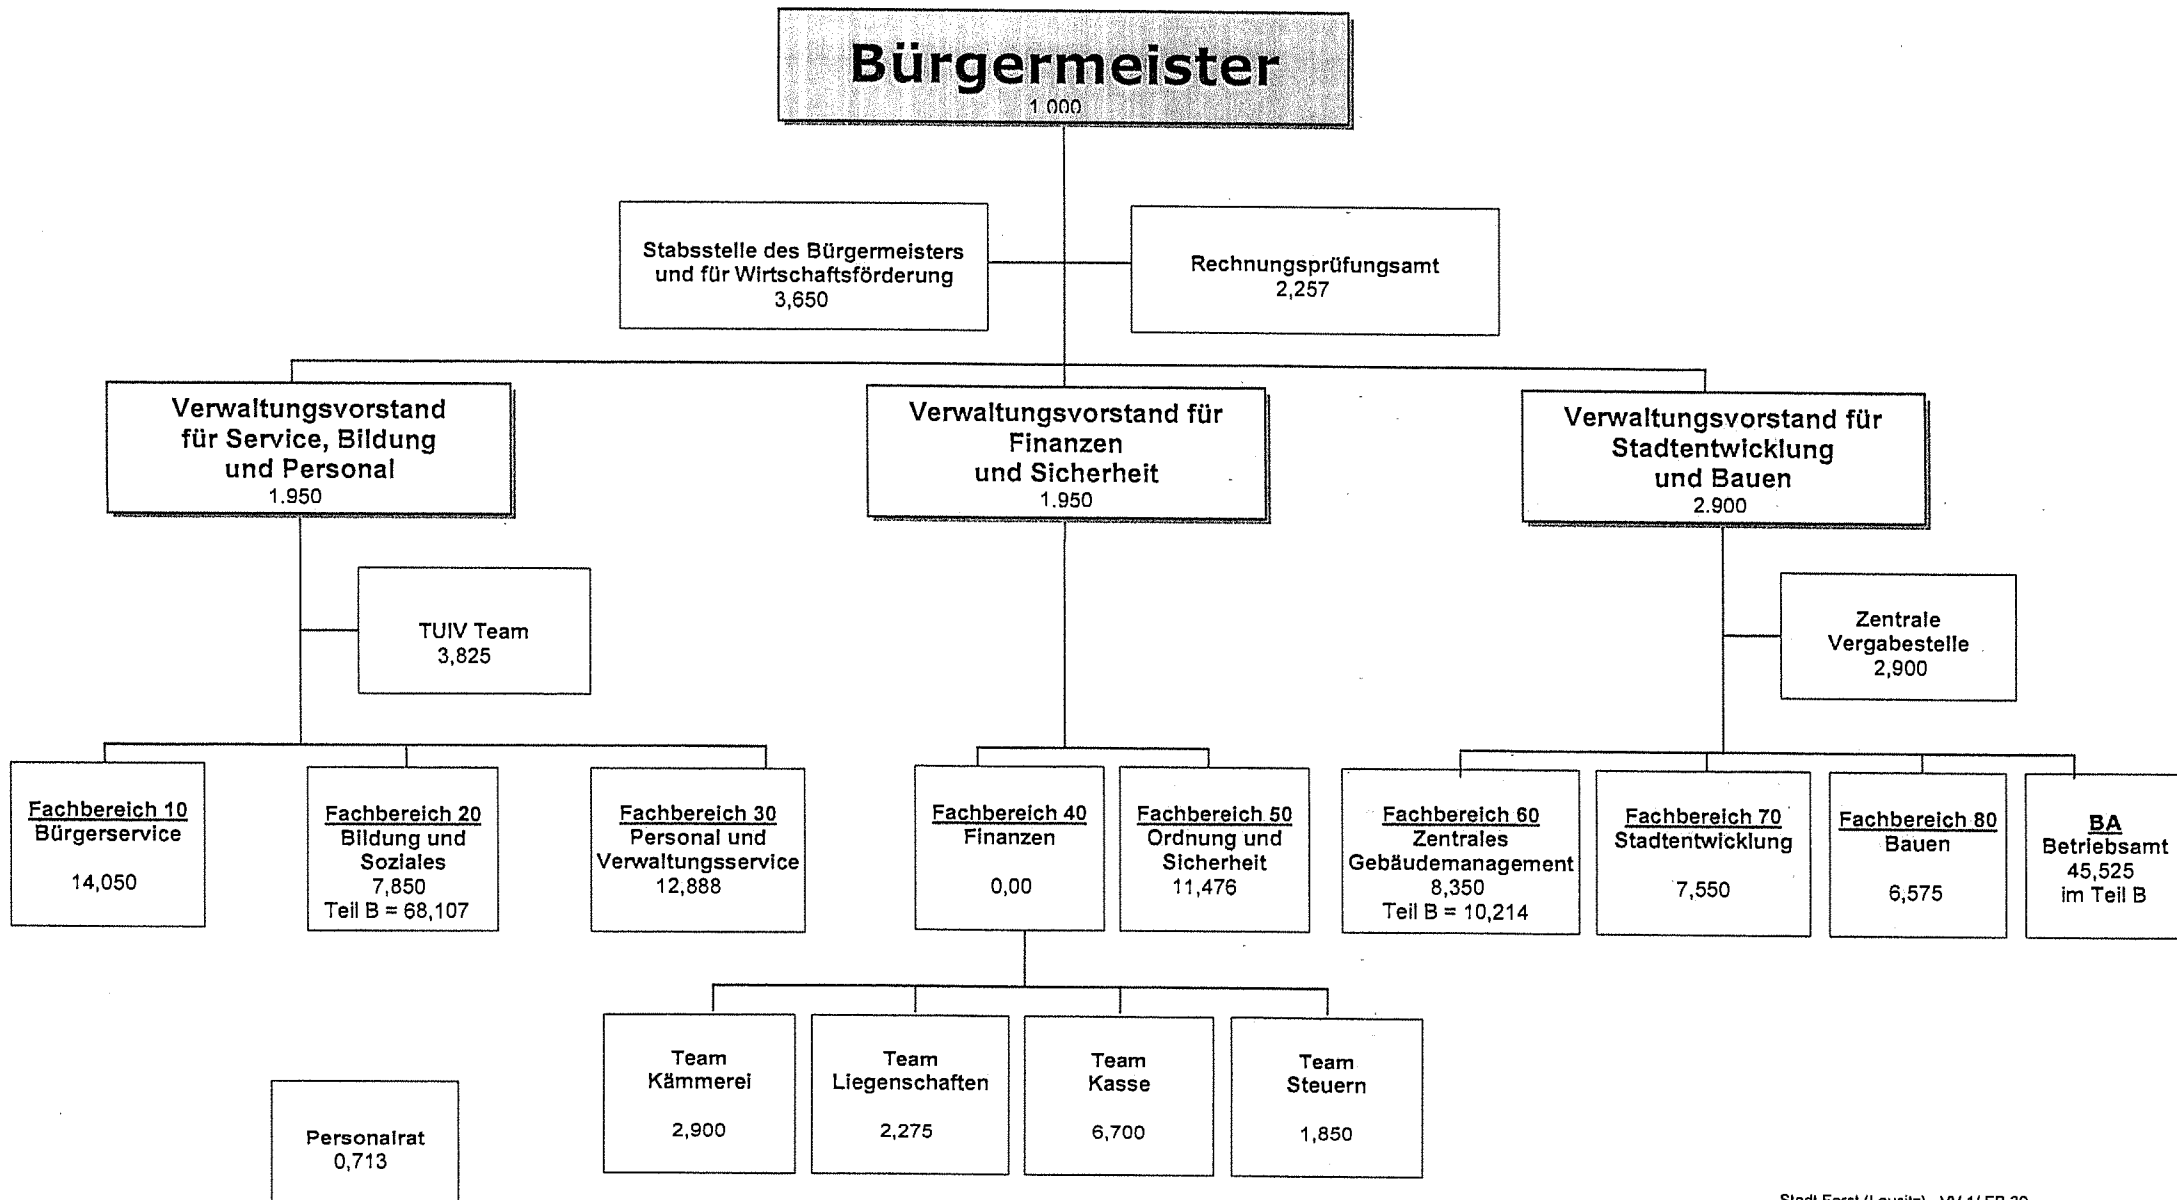 Bürgermeister
1.000
Stabsstelle des Bürgermeisters
und für Wirtschaftsförderung
3,650
Rechnungsprüfungsamt
2,257
Verwaltungsvorstand
für Service, Bildung
und Personal
1.950
Verwaltungsvorstand für
Finanzen
und Sicherheit
1.950
Verwaltungsvorstand für
Stadtentwicklung
und Bauen
2.900
TUIV Team
3,825
Zentrale
Vergabestelle
2,900
Fachbereich 10
Bürgerservice
14,050
Fachbereich 20
Bildung und
Soziales
7,850
Teil B = 68,107
Fachbereich 30
Personal und
Verwaltungsservice
12,888
Fachbereich 40
Finanzen
0,00
Fachbereich 50
Ordnung und
Sicherheit
11,476
Fachbereich 60
Zentrales
Gebäudemanagement
8,350
Teil B = 10,214
Fachbereich 70
Stadtentwicklung
7,550
Fachbereich 80
Bauen
6,575
BA
Betriebsamt
45,525
im Teil B
Team
Kämmerei
2,900
Team
Liegenschaften
2,275
Team
Kasse
6,700
Team
Steuern
1,850
Personalrat
0,713
Stadt Forst (Lausitz)